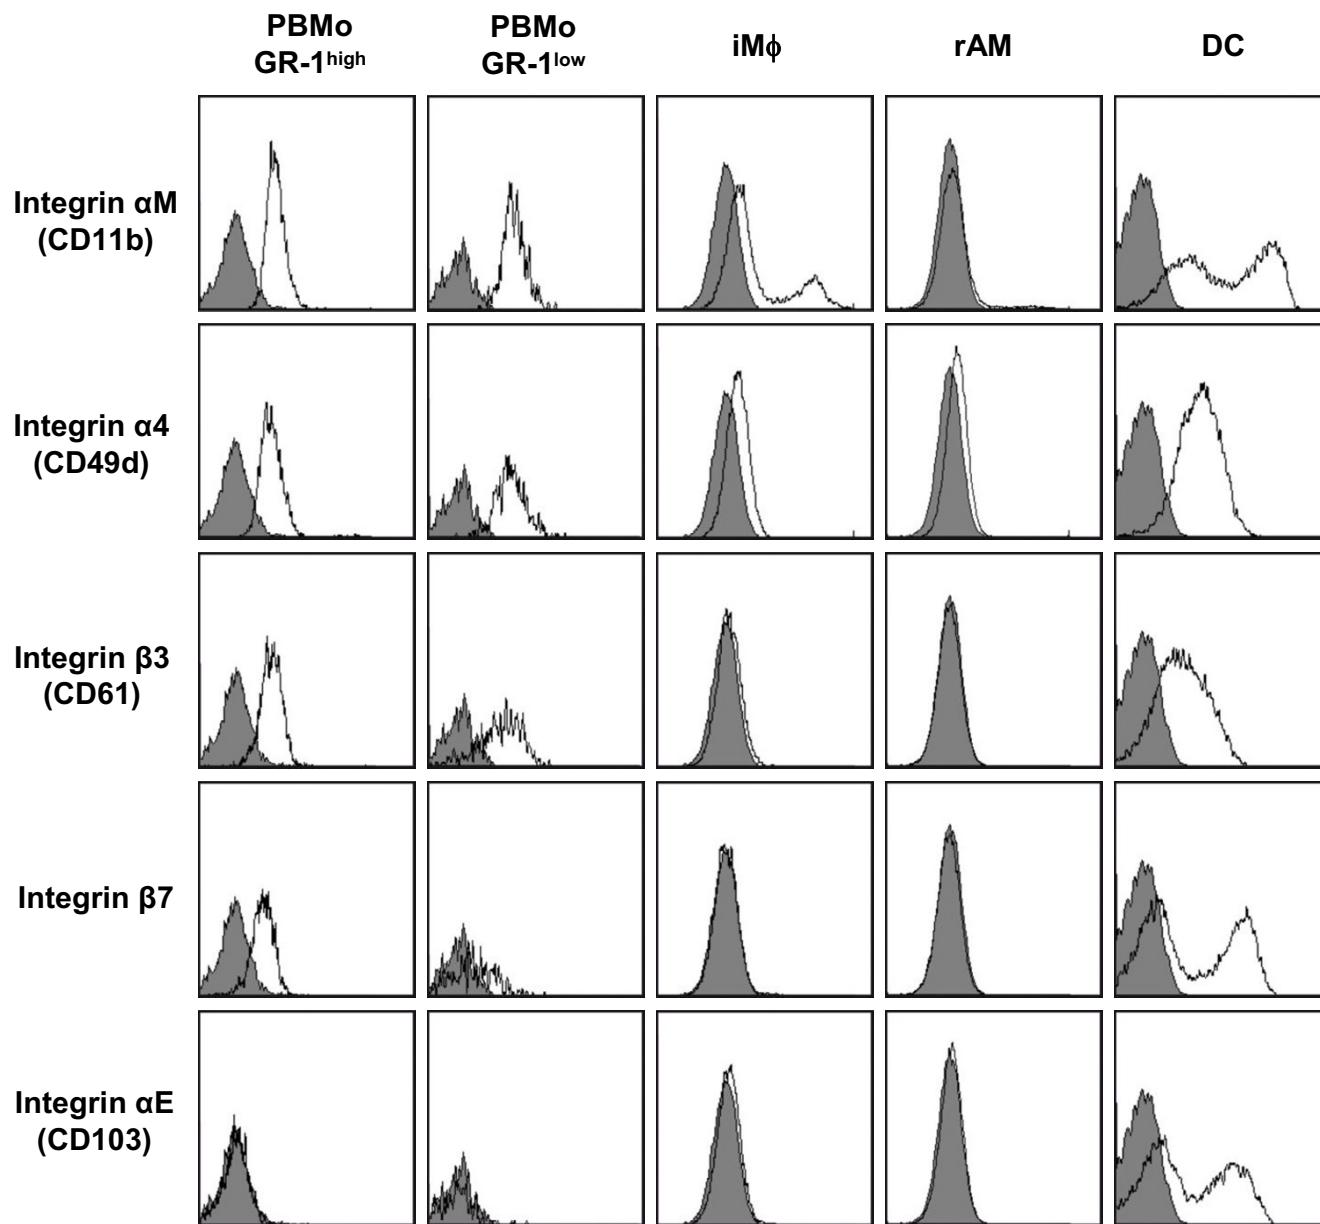 PBMo
GR-1high
PBMo
GR-1low
iMϕ
rAM
DC
Integrin αM
(CD11b)
Integrin α4
(CD49d)
Integrin β3
(CD61)
Integrin β7
Integrin αE
(CD103)